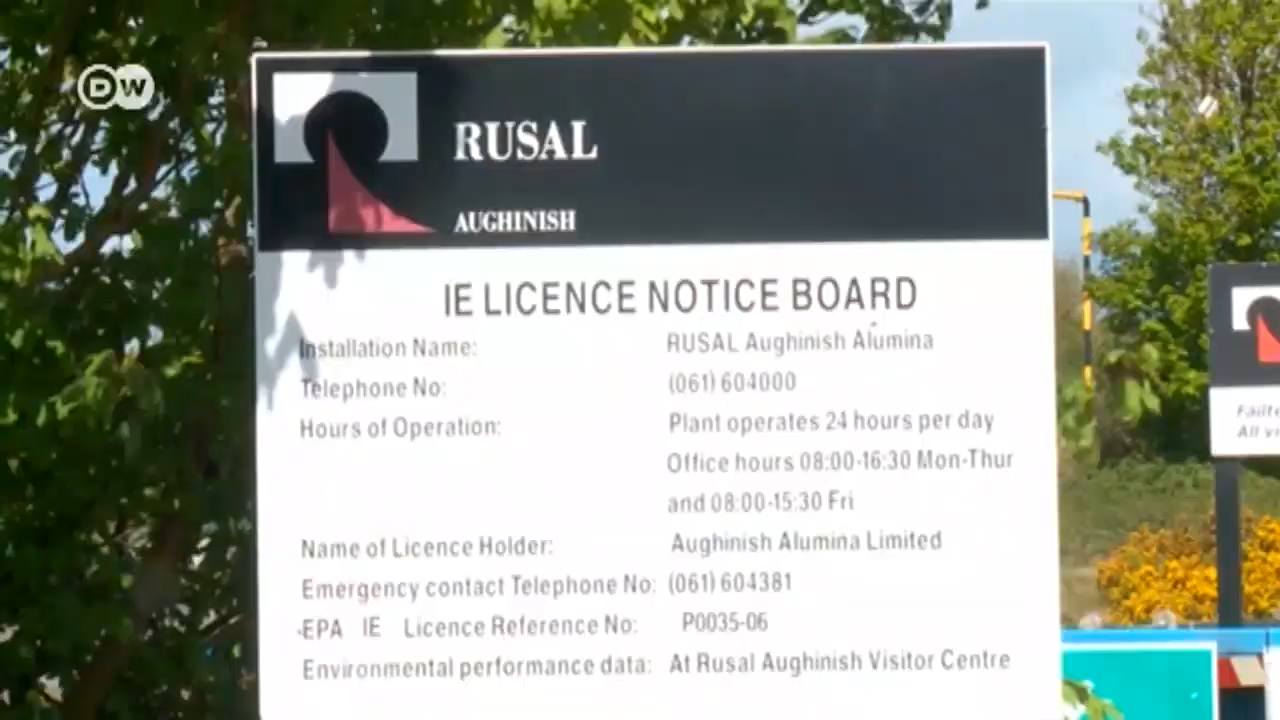 DW
RUSAL
AUGHINISH
IE LICENCE NOTICE BOARD
Installation Name: RUSAL Aughinish Alumina
Telephone No: (061) 604000
Hours of Operation: Plant operates 24 hours per day
Office hours 08:00-16:30 Mon-Thur
and 08:00-15:30 Fri
Name of Licence Holder: Aughinish Alumina Limited
Emergency contact Telephone No: (061) 604381
EPA IE Licence Reference No: P0035-06
Environmental performance data: At Rusal Aughinish Visitor Centre
All